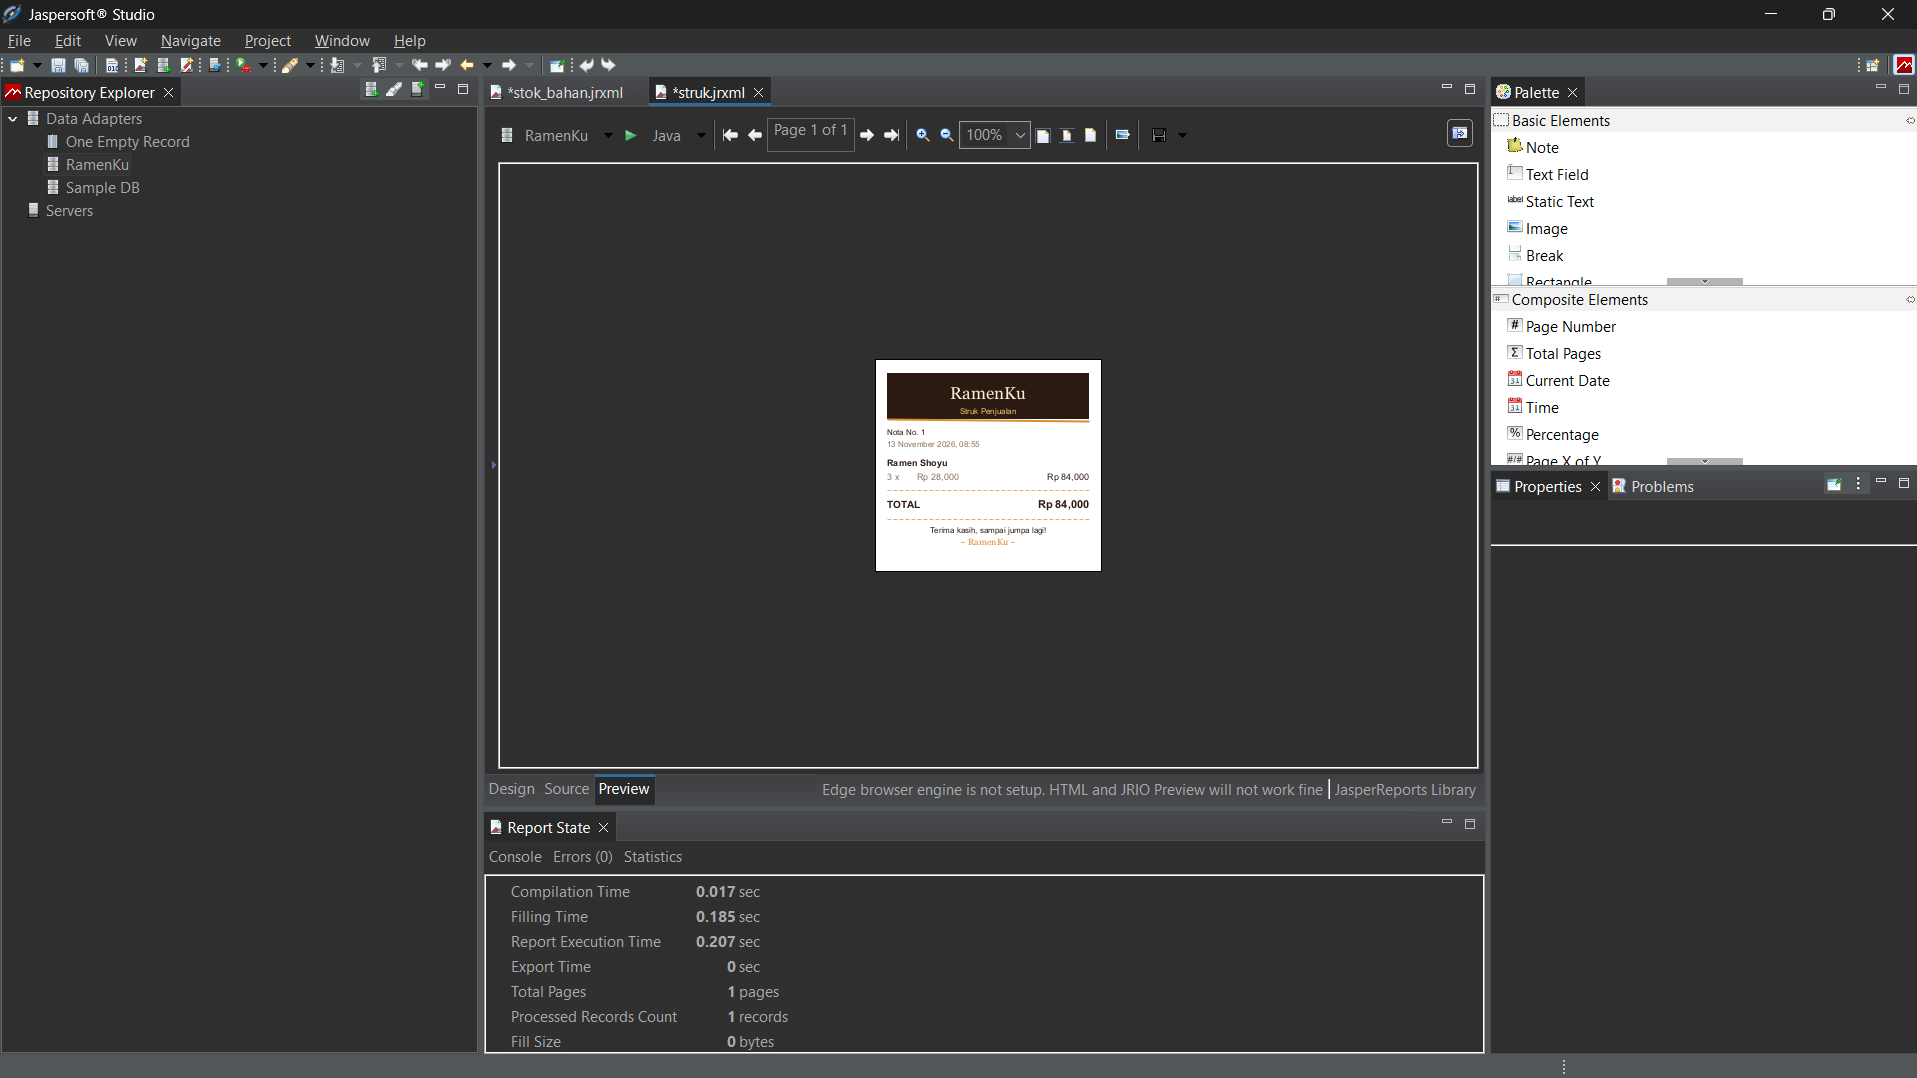 Jaspersoft® Studio
File Edit View Navigate Project Window Help
Repository Explorer
Data Adapters
One Empty Record
RamenKu
Sample DB
Servers
*stok_bahan.jrxml
*struk.jrxml
RamenKu
Java
Page 1 of 1
100%
RamenKu
Struk Penjualan
Nota No. 1
13 November 2026, 08:55
Ramen Shoyu
3 x Rp 28,000 Rp 84,000
TOTAL Rp 84,000
Terima kasih, sampai jumpa lagi!
~ RamenKu ~
Design Source Preview
Edge browser engine is not setup. HTML and JRIO Preview will not work fine
JasperReports Library
Report State
Console Errors (0) Statistics
Compilation Time 0.017 sec
Filling Time 0.185 sec
Report Execution Time 0.207 sec
Export Time 0 sec
Total Pages 1 pages
Processed Records Count 1 records
Fill Size 0 bytes
Palette
Basic Elements
Note
Text Field
label Static Text
Image
Break
Rectangle
Composite Elements
# Page Number
Σ Total Pages
31 Current Date
31 Time
% Percentage
#/# Page X of Y
Properties
Problems